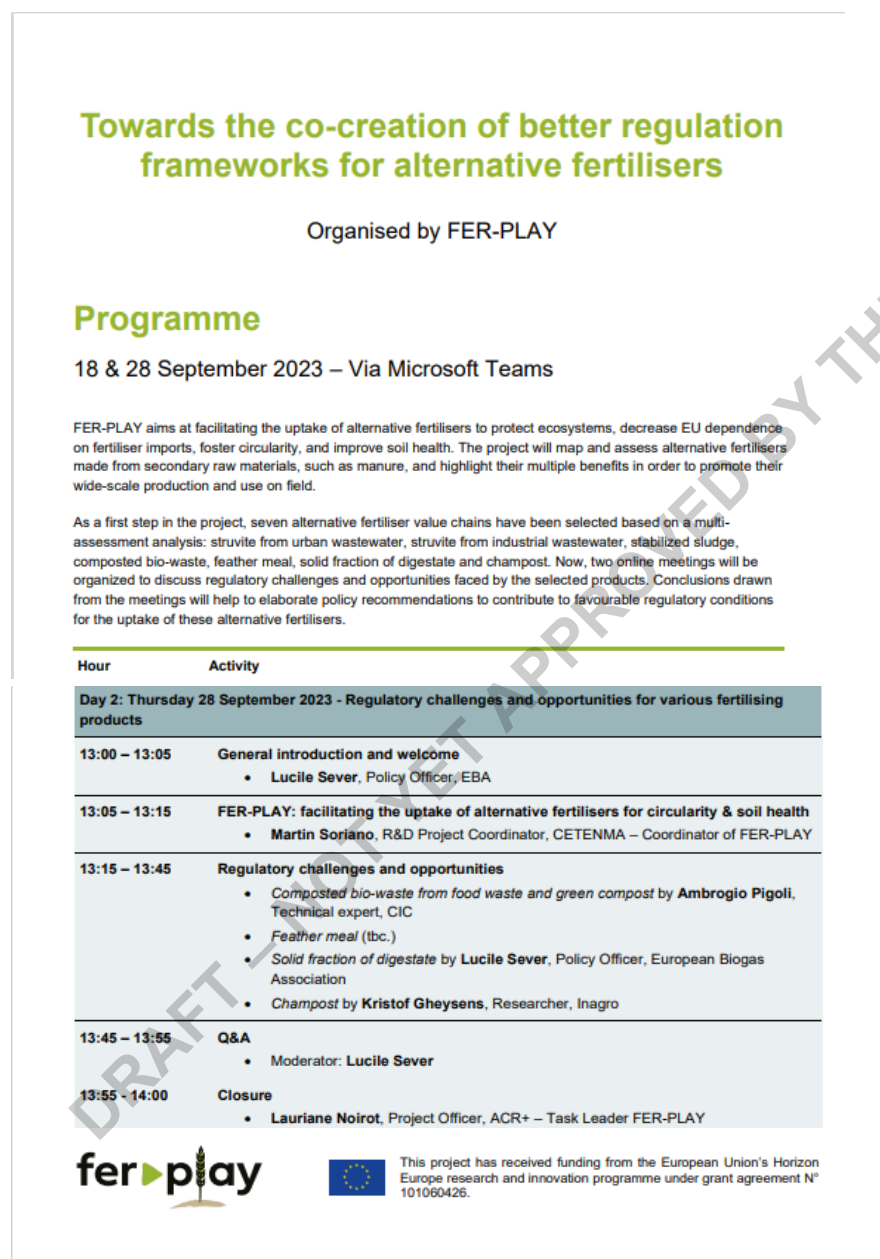 Towards the co-creation of better regulation
frameworks for alternative fertilisers
Organised by FER-PLAY
Programme
18 & 28 September 2023 – Via Microsoft Teams
FER-PLAY aims at facilitating the uptake of alternative fertilisers to protect ecosystems, decrease EU dependence
on fertiliser imports, foster circularity, and improve soil health. The project will map and assess alternative fertilisers
made from secondary raw materials, such as manure, and highlight their multiple benefits in order to promote their
wide-scale production and use on field.
As a first step in the project, seven alternative fertiliser value chains have been selected based on a multi-
assessment analysis: struvite from urban wastewater, struvite from industrial wastewater, stabilized sludge,
composted bio-waste, feather meal, solid fraction of digestate and champost. Now, two online meetings will be
organized to discuss regulatory challenges and opportunities faced by the selected products. Conclusions drawn
from the meetings will help to elaborate policy recommendations to contribute to favourable regulatory conditions
for the uptake of these alternative fertilisers.
Hour Activity
Day 2: Thursday 28 September 2023 - Regulatory challenges and opportunities for various fertilising
products
13:00 – 13:05 General introduction and welcome
• Lucile Sever, Policy Officer, EBA
13:05 – 13:15 FER-PLAY: facilitating the uptake of alternative fertilisers for circularity & soil health
• Martin Soriano, R&D Project Coordinator, CETENMA – Coordinator of FER-PLAY
13:15 – 13:45 Regulatory challenges and opportunities
• Composted bio-waste from food waste and green compost by Ambrogio Pigoli,
Technical expert, CIC
• Feather meal (tbc.)
• Solid fraction of digestate by Lucile Sever, Policy Officer, European Biogas
Association
• Champost by Kristof Gheysens, Researcher, Inagro
13:45 – 13:55 Q&A
• Moderator: Lucile Sever
13:55 - 14:00 Closure
• Lauriane Noirot, Project Officer, ACR+ – Task Leader FER-PLAY
DRAFT – NOT YET APPROVED BY TH
fer play
This project has received funding from the European Union's Horizon
Europe research and innovation programme under grant agreement N°
101060426.